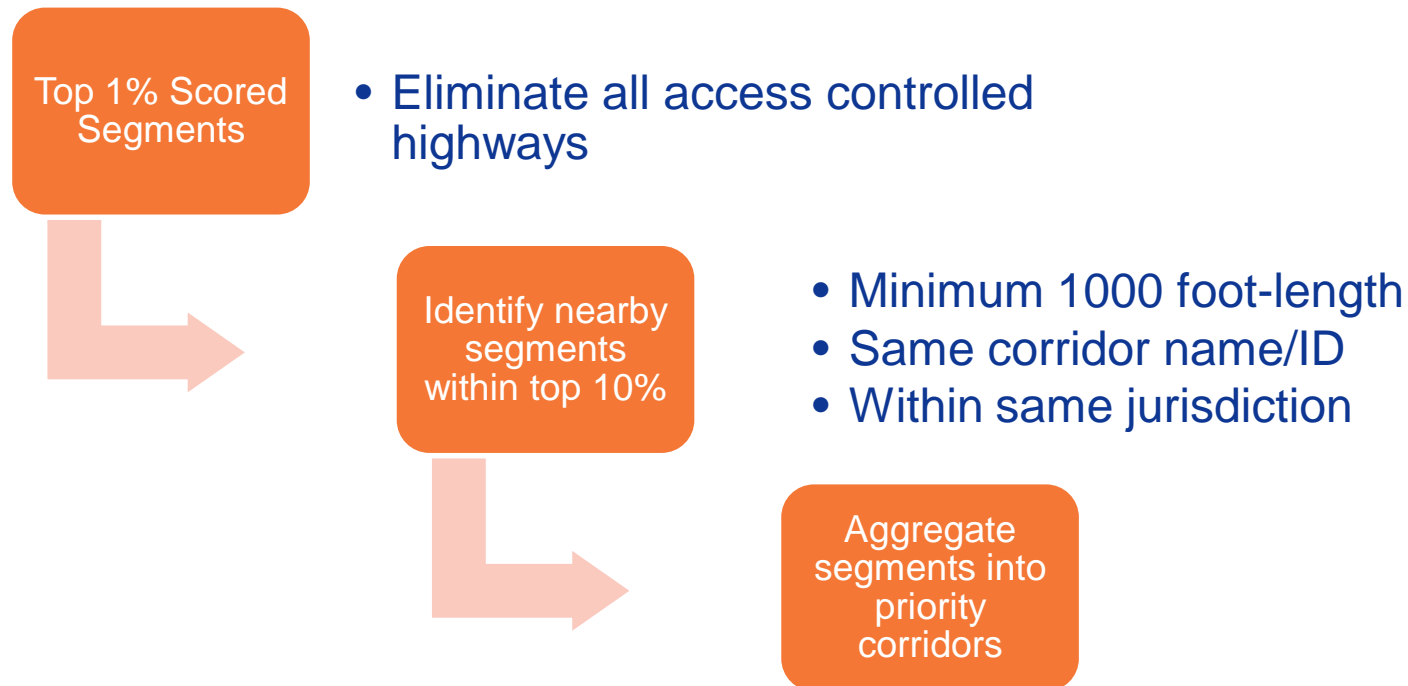 Top 1% Scored
Segments
• Eliminate all access controlled
highways
Identify nearby
segments
within top 10%
• Minimum 1000 foot-length
• Same corridor name/ID
• Within same jurisdiction
Aggregate
segments into
priority
corridors